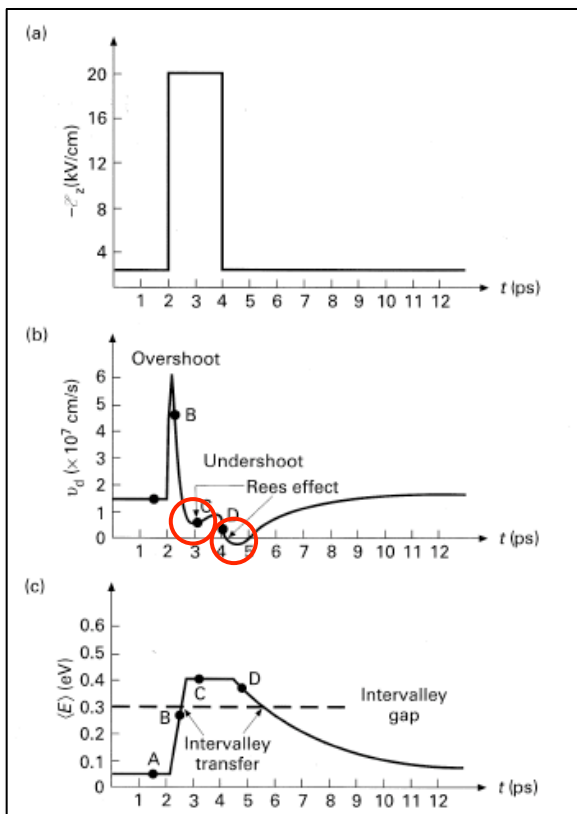 (a)
20
16
12
8
4
−ℰz(kV/cm)
1 2 3 4 5 6 7 8 9 10 11 12
t (ps)
(b)
Overshoot
6
5
4
3
2
1
0
υd (×10⁷ cm/s)
B
Undershoot
Rees effect
C
D
1 2 3 4 5 6 7 8 9 10 11 12
t (ps)
(c)
0.6
0.5
0.4
0.3
0.2
0.1
0
⟨E⟩ (eV)
A
B
C
D
Intervalley
gap
Intervalley
transfer
1 2 3 4 5 6 7 8 9 10 11 12
t (ps)